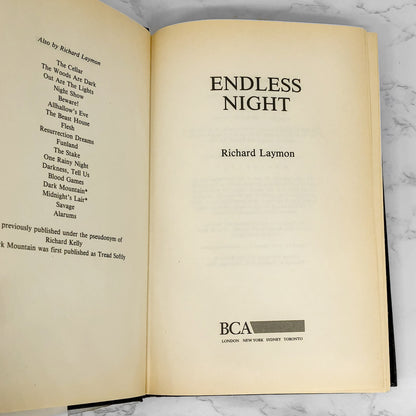 Also by Richard Laymon
The Cellar
The Woods Are Dark
Out Are The Lights
Night Show
Beware!
Allhallow's Eve
The Beast House
Flesh
Resurrection Dreams
Funland
The Stake
One Rainy Night
Darkness, Tell Us
Blood Games
Dark Mountain*
Midnight's Lair*
Savage
Alarums
previously published under the pseudonym of
Richard Kelly
rk Mountain was first published as Tread Softly
ENDLESS
NIGHT
Richard Laymon
BCA
LONDON NEW YORK SYDNEY TORONTO